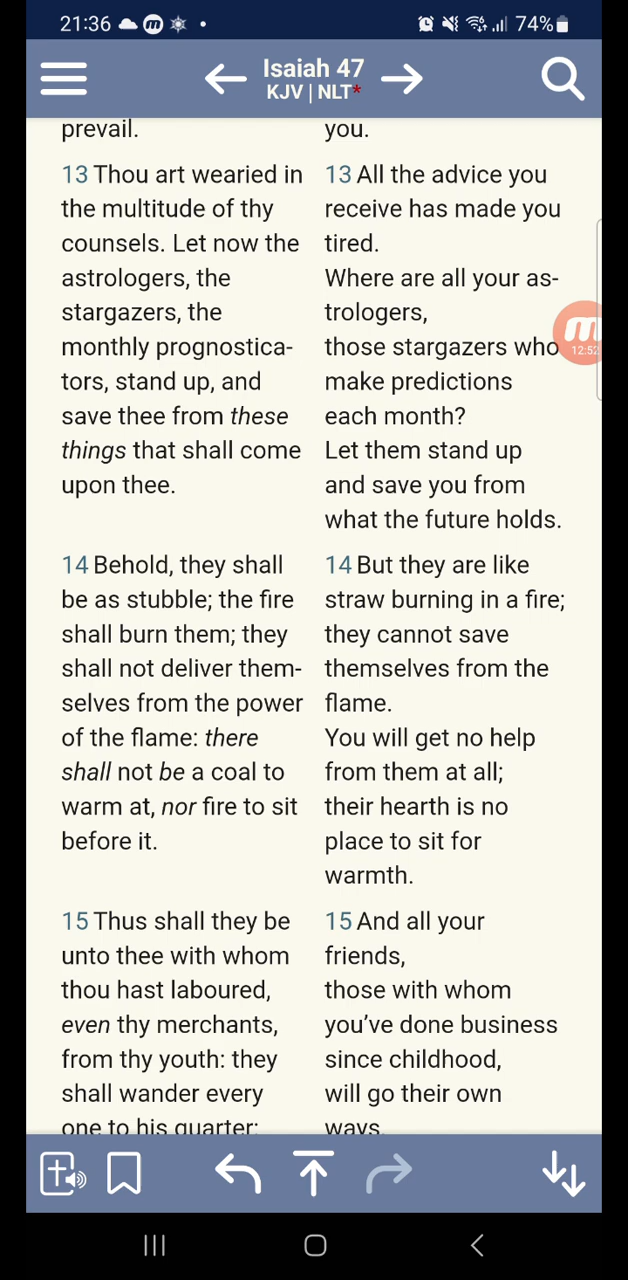 21:36
74%
Isaiah 47
KJV | NLT*
prevail.
13 Thou art wearied in
the multitude of thy
counsels. Let now the
astrologers, the
stargazers, the
monthly prognostica-
tors, stand up, and
save thee from these
things that shall come
upon thee.
14 Behold, they shall
be as stubble; the fire
shall burn them; they
shall not deliver them-
selves from the power
of the flame: there
shall not be a coal to
warm at, nor fire to sit
before it.
15 Thus shall they be
unto thee with whom
thou hast laboured,
even thy merchants,
from thy youth: they
shall wander every
one to his quarter;
you.
13 All the advice you
receive has made you
tired.
Where are all your as-
trologers,
those stargazers who
make predictions
each month?
Let them stand up
and save you from
what the future holds.
14 But they are like
straw burning in a fire;
they cannot save
themselves from the
flame.
You will get no help
from them at all;
their hearth is no
place to sit for
warmth.
15 And all your
friends,
those with whom
you've done business
since childhood,
will go their own
ways.
12:52